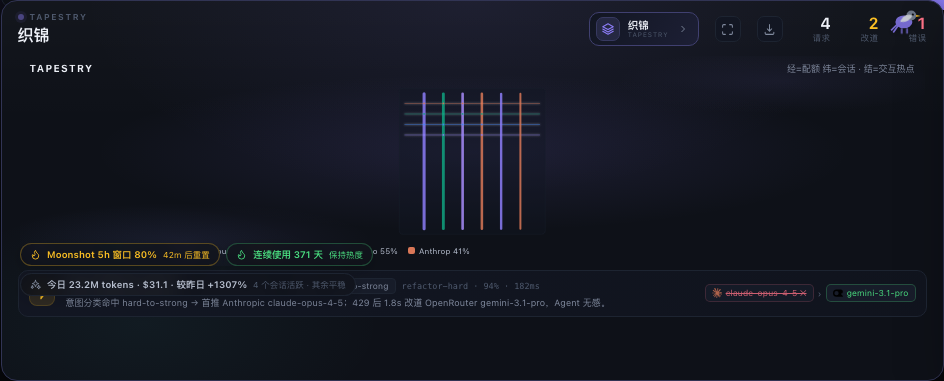 TAPESTRY
织锦
织锦
TAPESTRY
4
请求
2
改道
1
错误
TAPESTRY
经=配额 纬=会话 · 结=交互热点
Moonshot 5h 窗口 80% 42m 后重置
连续使用 371 天 保持热度
55%
Anthrop 41%
今日 23.2M tokens · $31.1 · 较昨日 +1307% 4 个会话活跃 · 其余平稳
-strong
refactor-hard · 94% · 182ms
意图分类命中 hard-to-strong → 首推 Anthropic claude-opus-4-5；429 后 1.8s 改道 OpenRouter gemini-3.1-pro。Agent 无感。
claude-opus-4-5 ×
›
gemini-3.1-pro